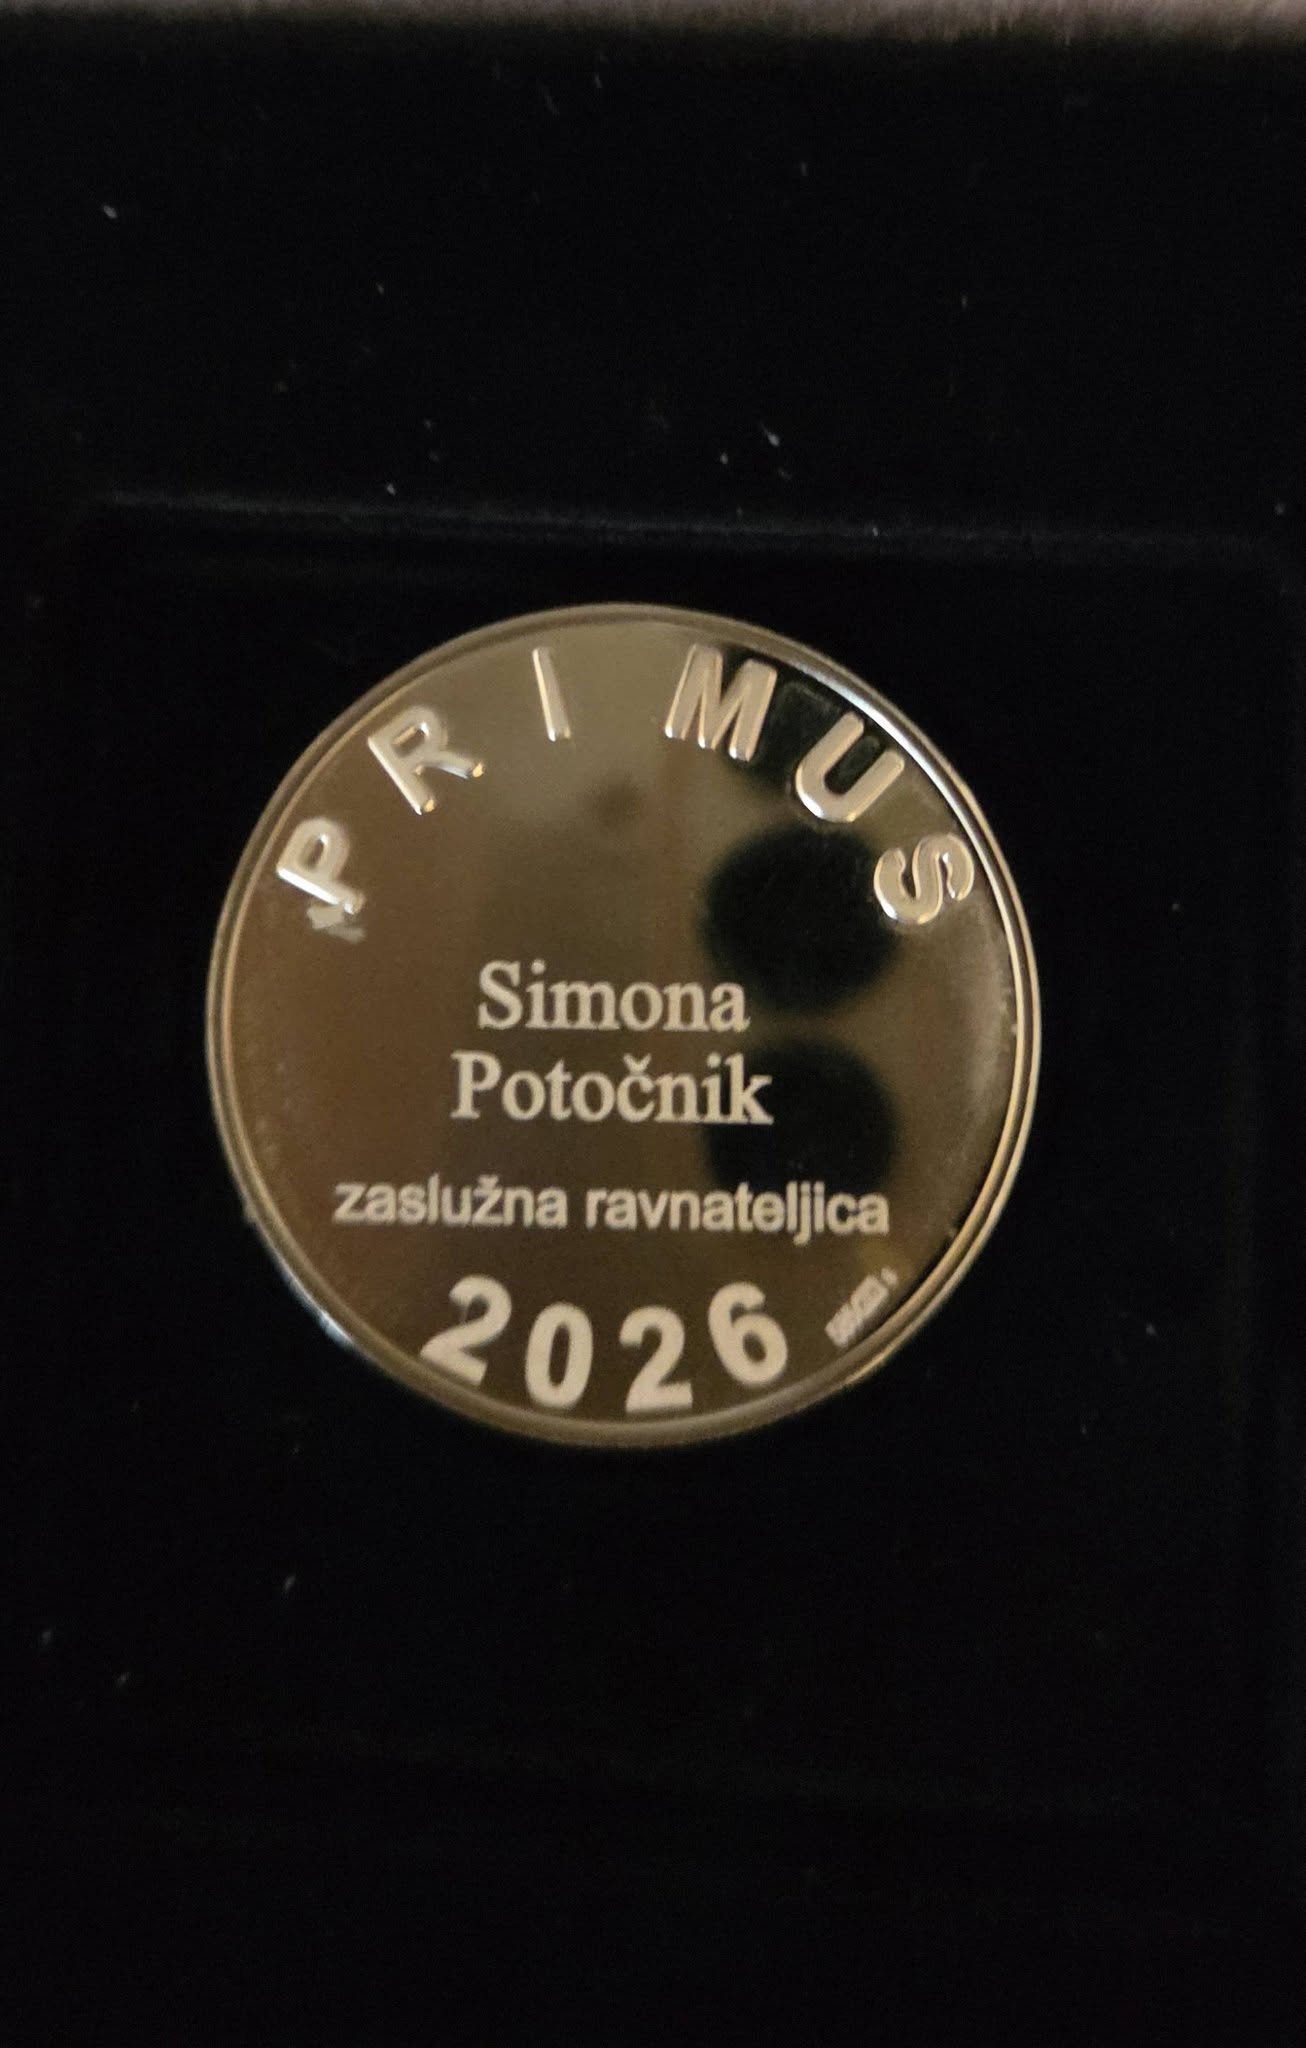 PRIMUS
Simona
Potočnik
zaslužna ravnateljica
2026